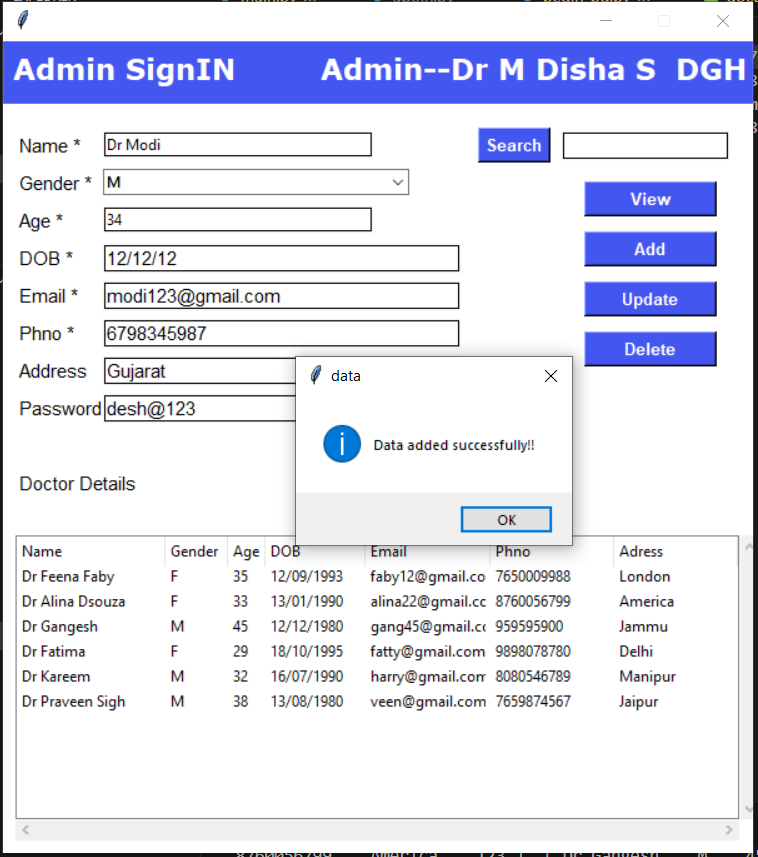 Admin SignIN Admin--Dr M Disha S DGH
Name * Dr Modi Search
Gender * M
View
Age * 34
DOB * 12/12/12 Add
Email * modi123@gmail.com Update
Phno * 6798345987
Delete
Address Gujarat
Password desh@123
data
Data added successfully!!
OK
Doctor Details
Name Gender Age DOB Email Phno Adress
Dr Feena Faby F 35 12/09/1993 faby12@gmail.co 7650009988 London
Dr Alina Dsouza F 33 13/01/1990 alina22@gmail.cc 8760056799 America
Dr Gangesh M 45 12/12/1980 gang45@gmail.cc 959595900 Jammu
Dr Fatima F 29 18/10/1995 fatty@gmail.com 9898078780 Delhi
Dr Kareem M 32 16/07/1990 harry@gmail.com 8080546789 Manipur
Dr Praveen Sigh M 38 13/08/1980 veen@gmail.com 7659874567 Jaipur